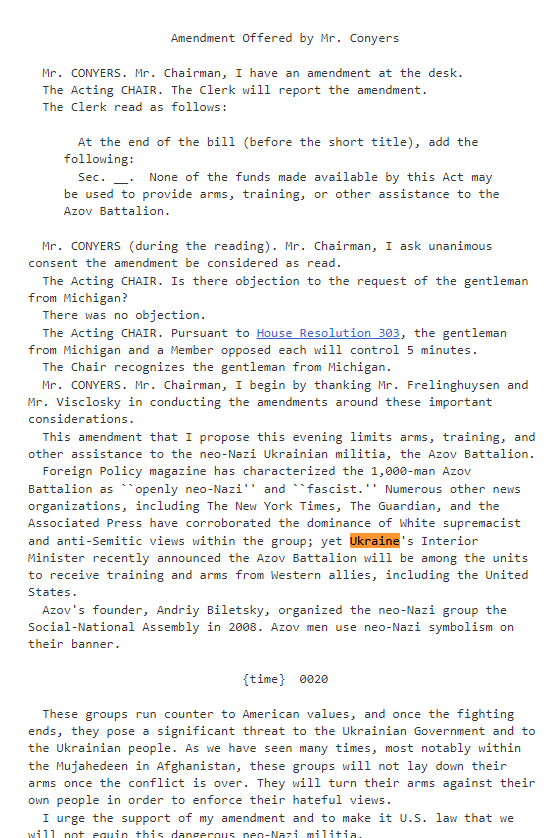 Amendment Offered by Mr. Conyers
Mr. CONYERS. Mr. Chairman, I have an amendment at the desk.
The Acting CHAIR. The Clerk will report the amendment.
The Clerk read as follows:
At the end of the bill (before the short title), add the
following:
Sec. __.  None of the funds made available by this Act may
be used to provide arms, training, or other assistance to the
Azov Battalion.
Mr. CONYERS (during the reading). Mr. Chairman, I ask unanimous
consent the amendment be considered as read.
The Acting CHAIR. Is there objection to the request of the gentleman
from Michigan?
There was no objection.
The Acting CHAIR. Pursuant to House Resolution 303, the gentleman
from Michigan and a Member opposed each will control 5 minutes.
The Chair recognizes the gentleman from Michigan.
Mr. CONYERS. Mr. Chairman, I begin by thanking Mr. Frelinghuysen and
Mr. Visclosky in conducting the amendments around these important
considerations.
This amendment that I propose this evening limits arms, training, and
other assistance to the neo-Nazi Ukrainian militia, the Azov Battalion.
Foreign Policy magazine has characterized the 1,000-man Azov
Battalion as ``openly neo-Nazi'' and ``fascist.'' Numerous other news
organizations, including The New York Times, The Guardian, and the
Associated Press have corroborated the dominance of White supremacist
and anti-Semitic views within the group; yet Ukraine's Interior
Minister recently announced the Azov Battalion will be among the units
to receive training and arms from Western allies, including the United
States.
Azov's founder, Andriy Biletsky, organized the neo-Nazi group the
Social-National Assembly in 2008. Azov men use neo-Nazi symbolism on
their banner.
{time}  0020
These groups run counter to American values, and once the fighting
ends, they pose a significant threat to the Ukrainian Government and to
the Ukrainian people. As we have seen many times, most notably within
the Mujahedeen in Afghanistan, these groups will not lay down their
arms once the conflict is over. They will turn their arms against their
own people in order to enforce their hateful views.
I urge the support of my amendment and to make it U.S. law that we
will not equip this dangerous neo-Nazi militia.